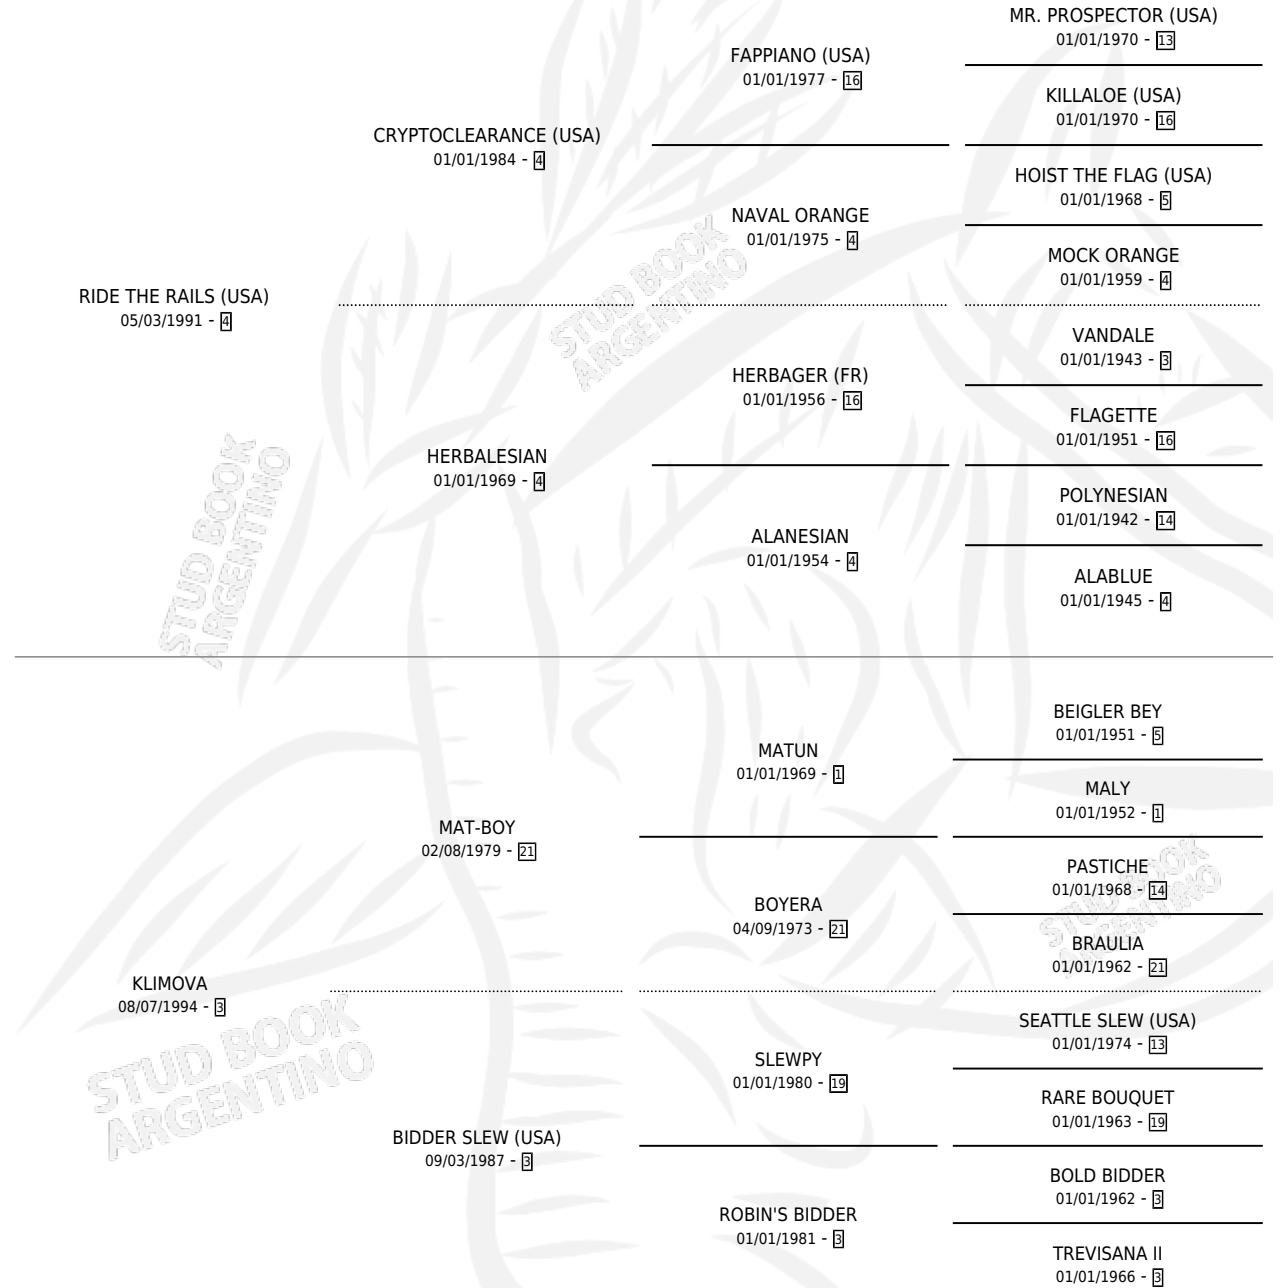 MR. PROSPECTOR (USA)
01/01/1970 - 13
FAPPIANO (USA)
01/01/1977 - 16
KILLALOE (USA)
01/01/1970 - 16
CRYPTOCLEARANCE (USA)
01/01/1984 - 4
HOIST THE FLAG (USA)
01/01/1968 - 5
NAVAL ORANGE
01/01/1975 - 4
MOCK ORANGE
01/01/1959 - 4
RIDE THE RAILS (USA)
05/03/1991 - 4
STUD BOOK
ARGENTINO
VANDALE
01/01/1943 - 3
HERBAGER (FR)
01/01/1956 - 16
FLAGETTE
01/01/1951 - 16
HERBALESIAN
01/01/1969 - 4
POLYNESIAN
01/01/1942 - 14
ALANESIAN
01/01/1954 - 4
ALABLUE
01/01/1945 - 4
STUD BOOK
ARGENTINO
BEIGLER BEY
01/01/1951 - 5
MATUN
01/01/1969 - 1
MALY
01/01/1952 - 1
MAT-BOY
02/08/1979 - 21
PASTICHE
01/01/1968 - 14
BOYERA
04/09/1973 - 21
BRAULIA
01/01/1962 - 21
STUD BOOK
ARGENTINO
KLIMOVA
08/07/1994 - 3
SEATTLE SLEW (USA)
01/01/1974 - 13
SLEWPY
01/01/1980 - 19
RARE BOUQUET
01/01/1963 - 19
STUD BOOK
ARGENTINO
BIDDER SLEW (USA)
09/03/1987 - 3
BOLD BIDDER
01/01/1962 - 3
ROBIN'S BIDDER
01/01/1981 - 3
TREVISANA II
01/01/1966 - 3